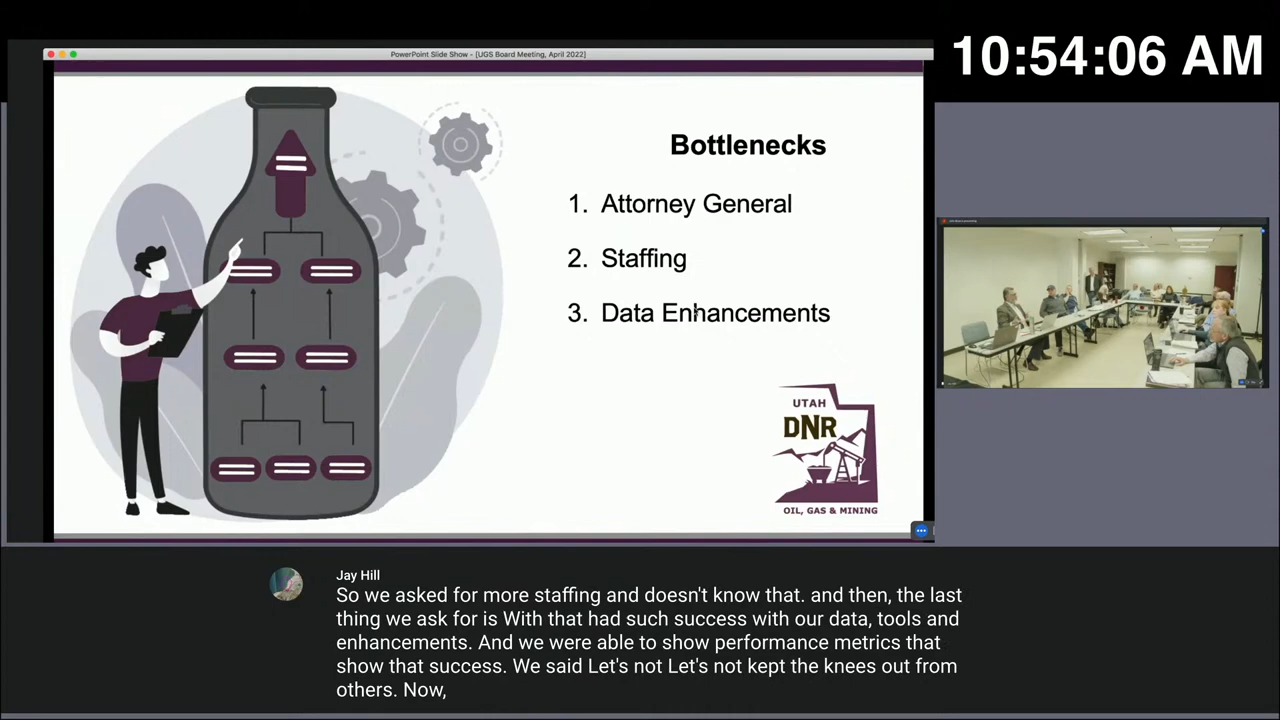 10:54:06 AM
PowerPoint Slide Show - [UGS Board Meeting, April 2022]
Bottlenecks
1. Attorney General
2. Staffing
3. Data Enhancements
UTAH
DNR
OIL, GAS & MINING
Jay Hill
So we asked for more staffing and doesn't know that. and then, the last
thing we ask for is With that had such success with our data, tools and
enhancements. And we were able to show performance metrics that
show that success. We said Let's not Let's not kept the knees out from
others. Now,